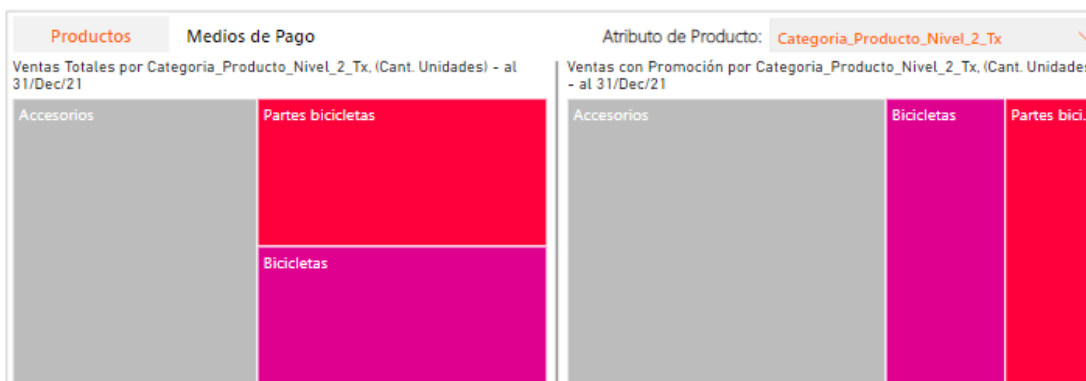 Productos
Medios de Pago
Atributo de Producto:
Categoria_Producto_Nivel_2_Tx
Ventas Totales por Categoria_Producto_Nivel_2_Tx, (Cant. Unidades) - al
31/Dec/21
Accesorios
Partes bicicletas
Bicicletas
Ventas con Promoción por Categoria_Producto_Nivel_2_Tx, (Cant. Unidades
- al 31/Dec/21
Accesorios
Bicicletas
Partes bici...